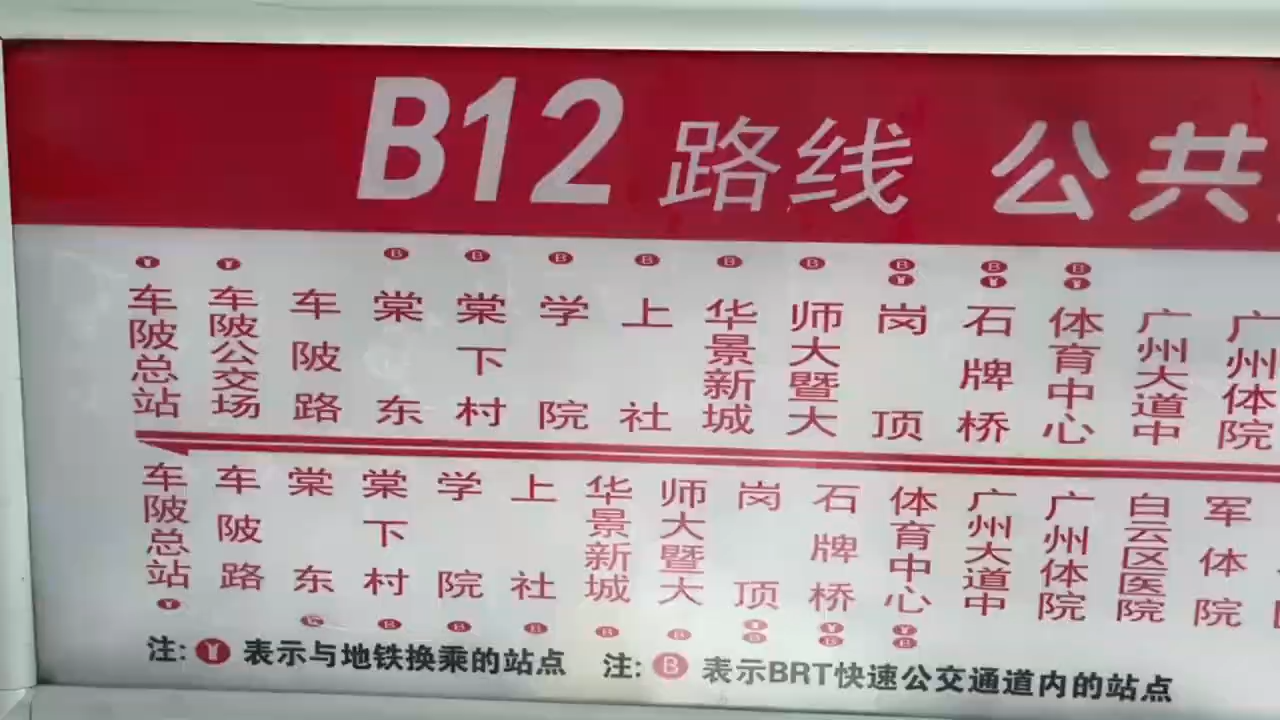 B12 路线 公共
车陂总站
车陂公交场
车陂路
棠东
棠下村
学院
上社
华景新城
师大暨大
岗顶
石牌桥
体育中心
广州大道中
广州体院
车陂总站
车陂路
棠东
棠下村
学院
上社
华景新城
师大暨大
岗顶
石牌桥
体育中心
广州大道中
广州体院
白云区医院
军体院
注: ¥ 表示与地铁换乘的站点 注: B 表示BRT快速公交通道内的站点